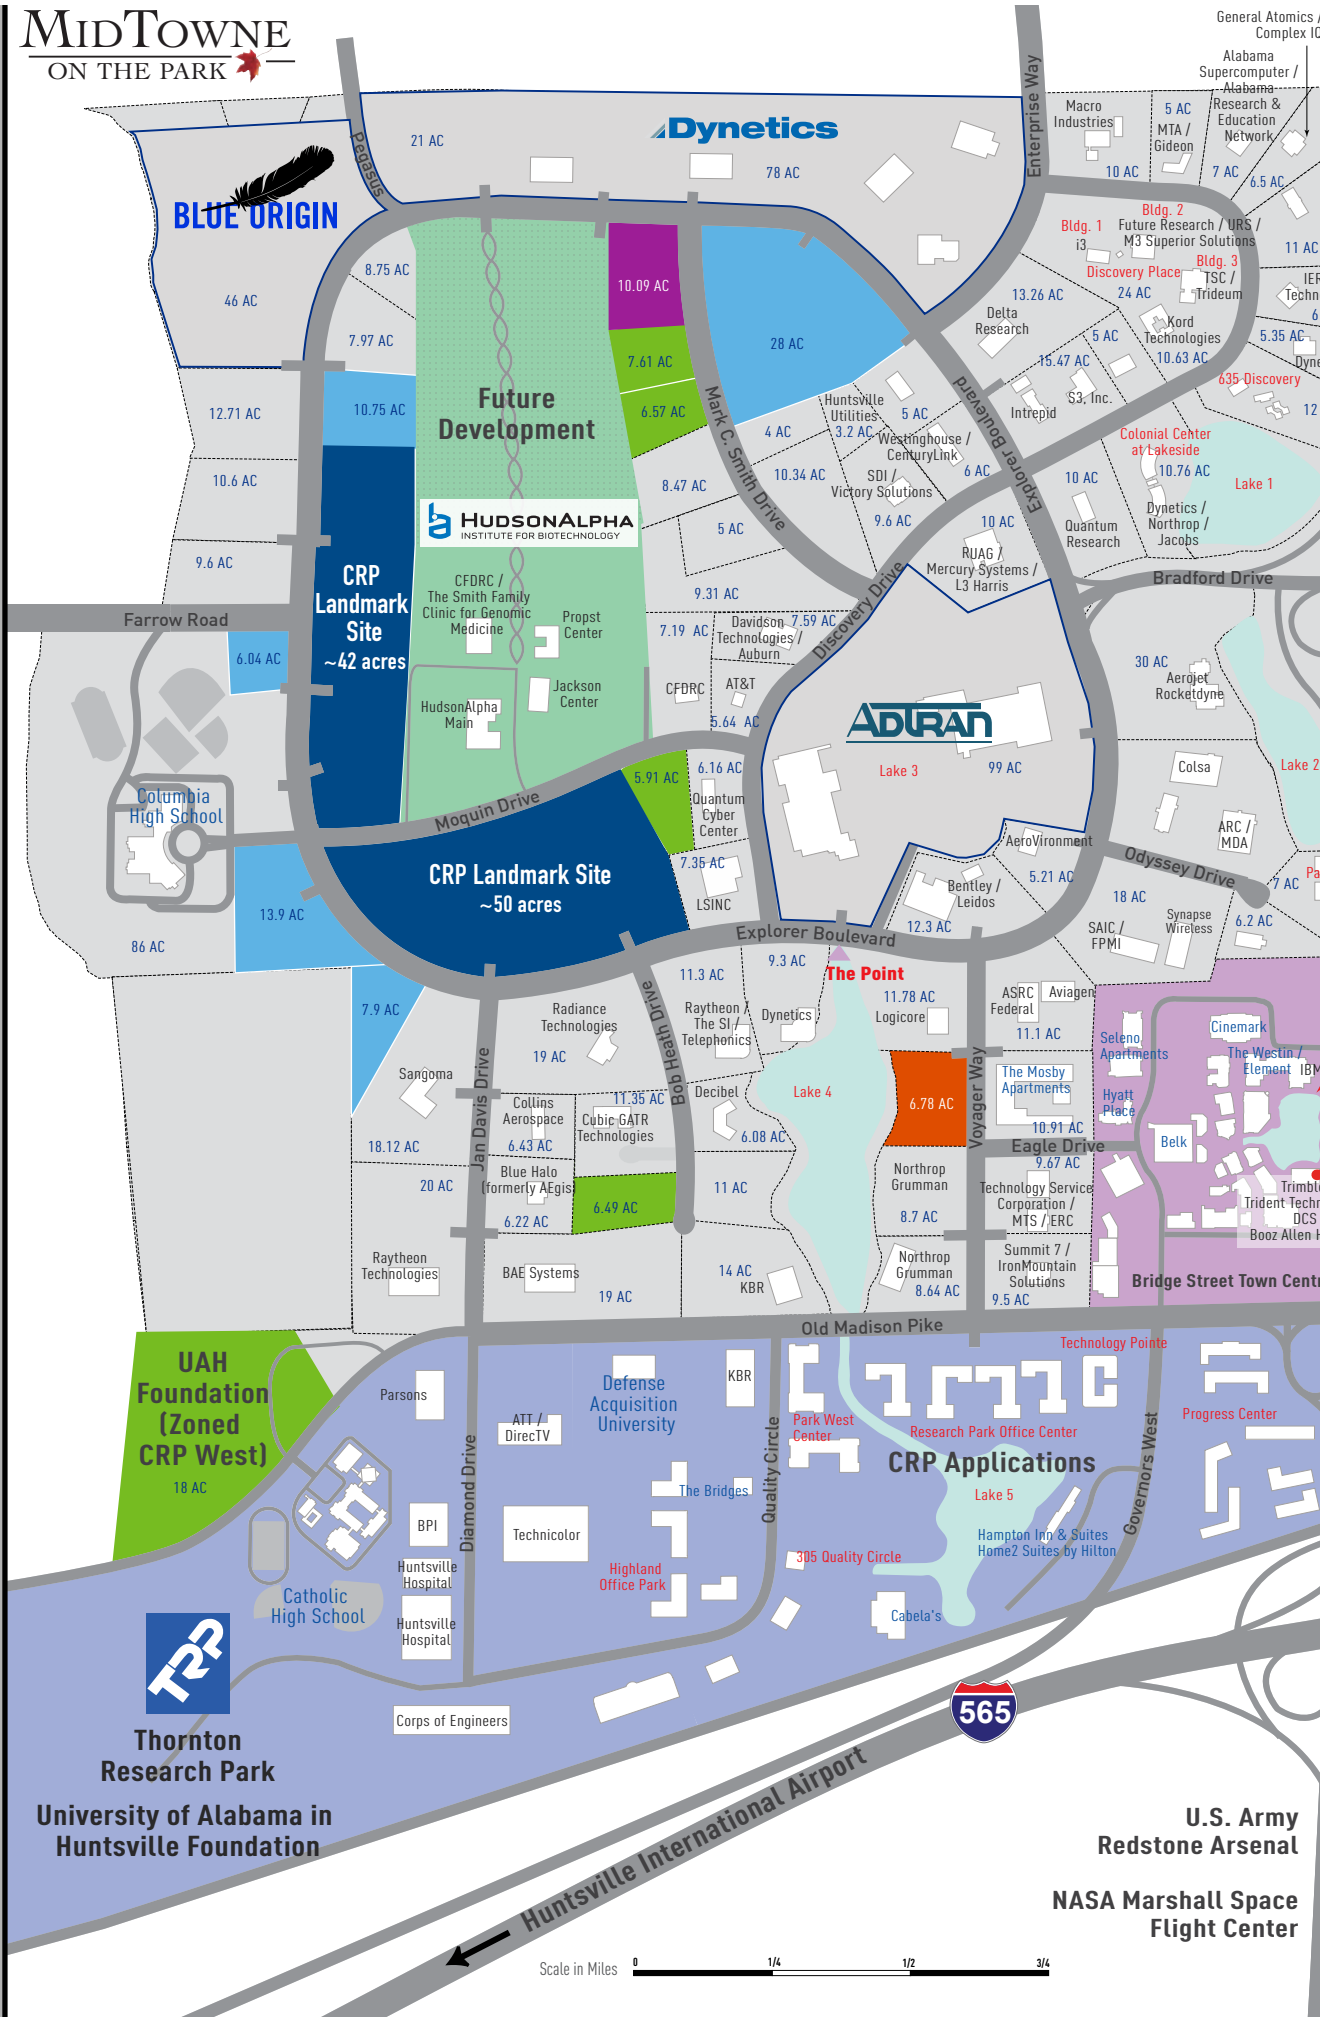 MIDTOWNE
ON THE PARK
General Atomics /
Complex IQ
Alabama
Supercomputer /
Alabama
Research &
Education
Network
Enterprise Way
Macro
Industries
5 AC
MTA /
Gideon
10 AC
7 AC
6.5 AC
21 AC
Dynetics
78 AC
Pegasus
BLUE ORIGIN
46 AC
8.75 AC
7.97 AC
10.09 AC
7.61 AC
6.57 AC
28 AC
Bldg. 1
i3
Bldg. 2
Future Research / URS /
M3 Superior Solutions
Bldg. 3
TSC /
Trideum
Discovery Place
24 AC
11 AC
13.26 AC
Delta
Research
Kord
Technologies
5 AC
15.47 AC
10.63 AC
5.35 AC
635 Discovery
12
Intrepid
S3, Inc.
12.71 AC
10.75 AC
Future
Development
Mark C. Smith Drive
Huntsville
Utilities
3.2 AC
5 AC
4 AC
Westinghouse /
CenturyLink
10.34 AC
SDI /
Victory Solutions
6 AC
9.6 AC
Explorer Boulevard
Explorer
Colonial Center
at Lakeside
10.76 AC
Lake 1
10 AC
Quantum
Research
Dynetics /
Northrop /
Jacobs
10.6 AC
8.47 AC
5 AC
HUDSONALPHA
INSTITUTE FOR BIOTECHNOLOGY
10 AC
RUAG /
Mercury Systems /
L3 Harris
Bradford Drive
9.6 AC
CRP
Landmark
Site
~42 acres
CFDRC /
The Smith Family
Clinic for Genomic
Medicine
Propst
Center
9.31 AC
7.19 AC
Davidson
Technologies /
Auburn
7.59 AC
Discovery Drive
Farrow Road
6.04 AC
30 AC
Aerojet
Rocketdyne
HudsonAlpha
Main
Jackson
Center
CFDRC
AT&T
5.64 AC
ADTRAN
Lake 3
99 AC
Colsa
Lake 2
Columbia
High School
5.91 AC
6.16 AC
Quantum
Cyber
Center
Moquin Drive
ARC /
MDA
AeroVironment
Odyssey Drive
7 AC
7.35 AC
LSINC
CRP Landmark Site
~50 acres
Bentley /
Leidos
5.21 AC
18 AC
Synapse
Wireless
6.2 AC
SAIC /
FPMI
12.3 AC
13.9 AC
86 AC
Explorer Boulevard
9.3 AC
The Point
11.3 AC
7.9 AC
Radiance
Technologies
19 AC
Bob Heath Drive
Raytheon /
The SI /
Telephonics
Dynetics
11.78 AC
Logicore
ASRC
Federal
Aviagen
11.1 AC
Seleno
Apartments
Cinemark
The Westin /
Element
IBM
Sangoma
Jan Davis Drive
Collins
Aerospace
6.43 AC
11.35 AC
Cubic GATR
Technologies
Decibel
6.08 AC
Lake 4
6.78 AC
Voyager Way
The Mosby
Apartments
10.91 AC
Hyatt
Place
Belk
Eagle Drive
9.67 AC
18.12 AC
20 AC
Blue Halo
(formerly AEgis)
6.22 AC
6.49 AC
11 AC
Northrop
Grumman
8.7 AC
Technology Service
Corporation /
MTS / ERC
DCS
Raytheon
Technologies
BAE Systems
19 AC
14 AC
KBR
Northrop
Grumman
8.64 AC
Summit 7 /
IronMountain
Solutions
9.5 AC
Bridge Street Town
Old Madison Pike
Technology Pointe
UAH
Foundation
(Zoned
CRP West)
18 AC
Parsons
ATT /
DirecTV
Defense
Acquisition
University
KBR
Park West
Center
Research Park Office Center
Progress Center
CRP Applications
Lake 5
The Bridges
Quality Circle
Diamond Drive
Governors West
BPI
Technicolor
Hampton Inn & Suites
Home2 Suites by Hilton
Highland
Office Park
305 Quality Circle
Cabela's
Huntsville
Hospital
Huntsville
Hospital
Catholic
High School
TRP
Thornton
Research Park
University of Alabama in
Huntsville Foundation
Corps of Engineers
565
Huntsville International Airport
U.S. Army
Redstone Arsenal
NASA Marshall Space
Flight Center
Scale in Miles
0 1/4 1/2 3/4